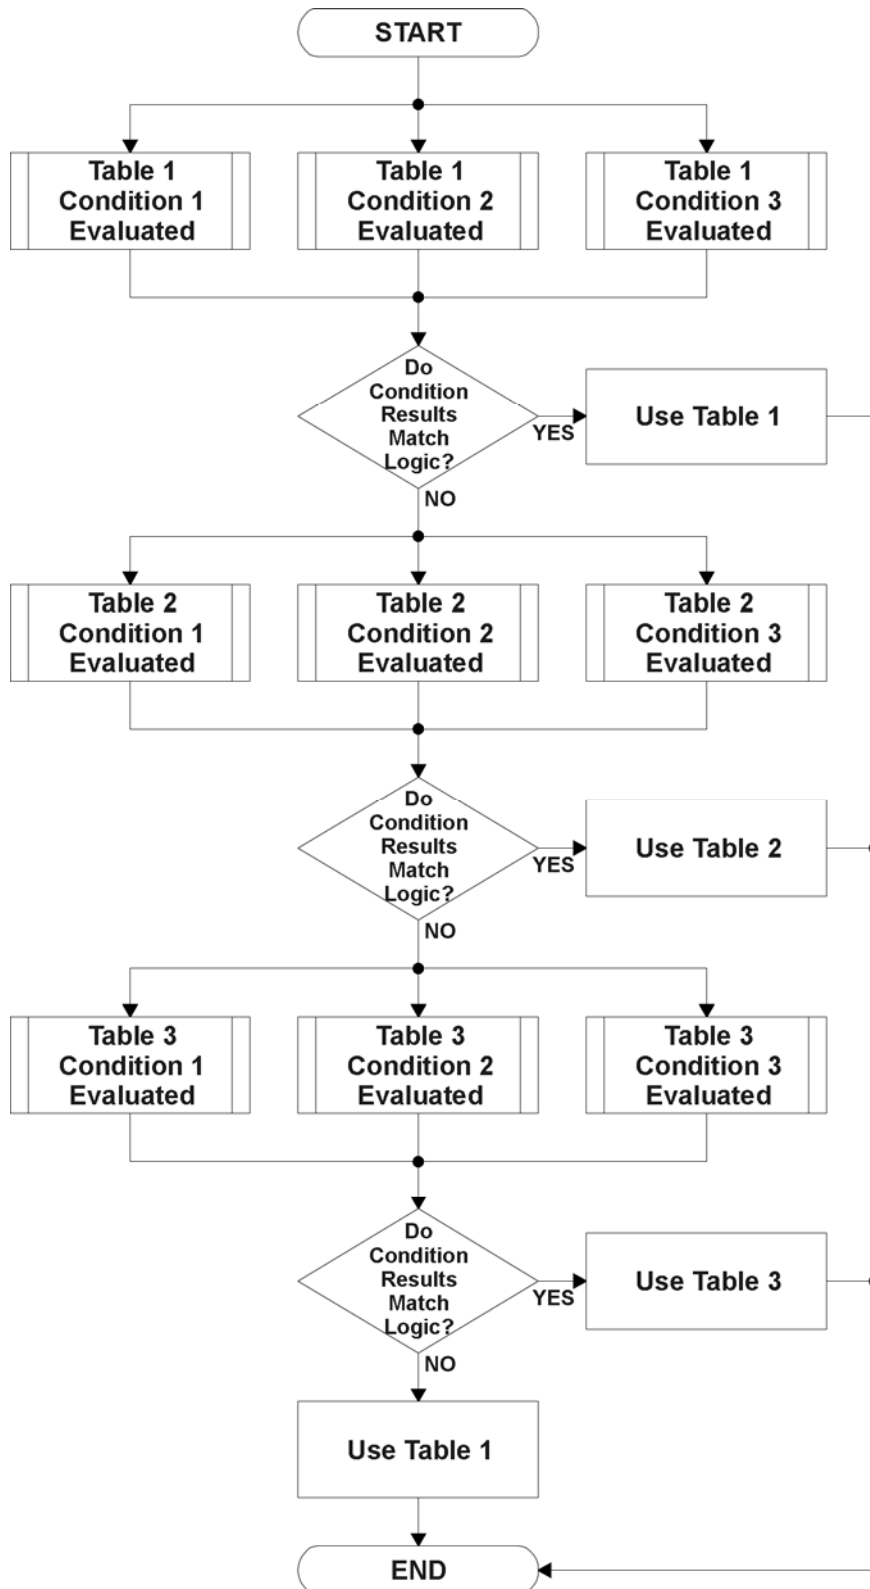 START
Table 1
Condition 1
Evaluated
Table 1
Condition 2
Evaluated
Table 1
Condition 3
Evaluated
Do
Condition
Results
Match
Logic?
YES
Use Table 1
NO
Table 2
Condition 1
Evaluated
Table 2
Condition 2
Evaluated
Table 2
Condition 3
Evaluated
Do
Condition
Results
Match
Logic?
YES
Use Table 2
NO
Table 3
Condition 1
Evaluated
Table 3
Condition 2
Evaluated
Table 3
Condition 3
Evaluated
Do
Condition
Results
Match
Logic?
YES
Use Table 3
NO
Use Table 1
END